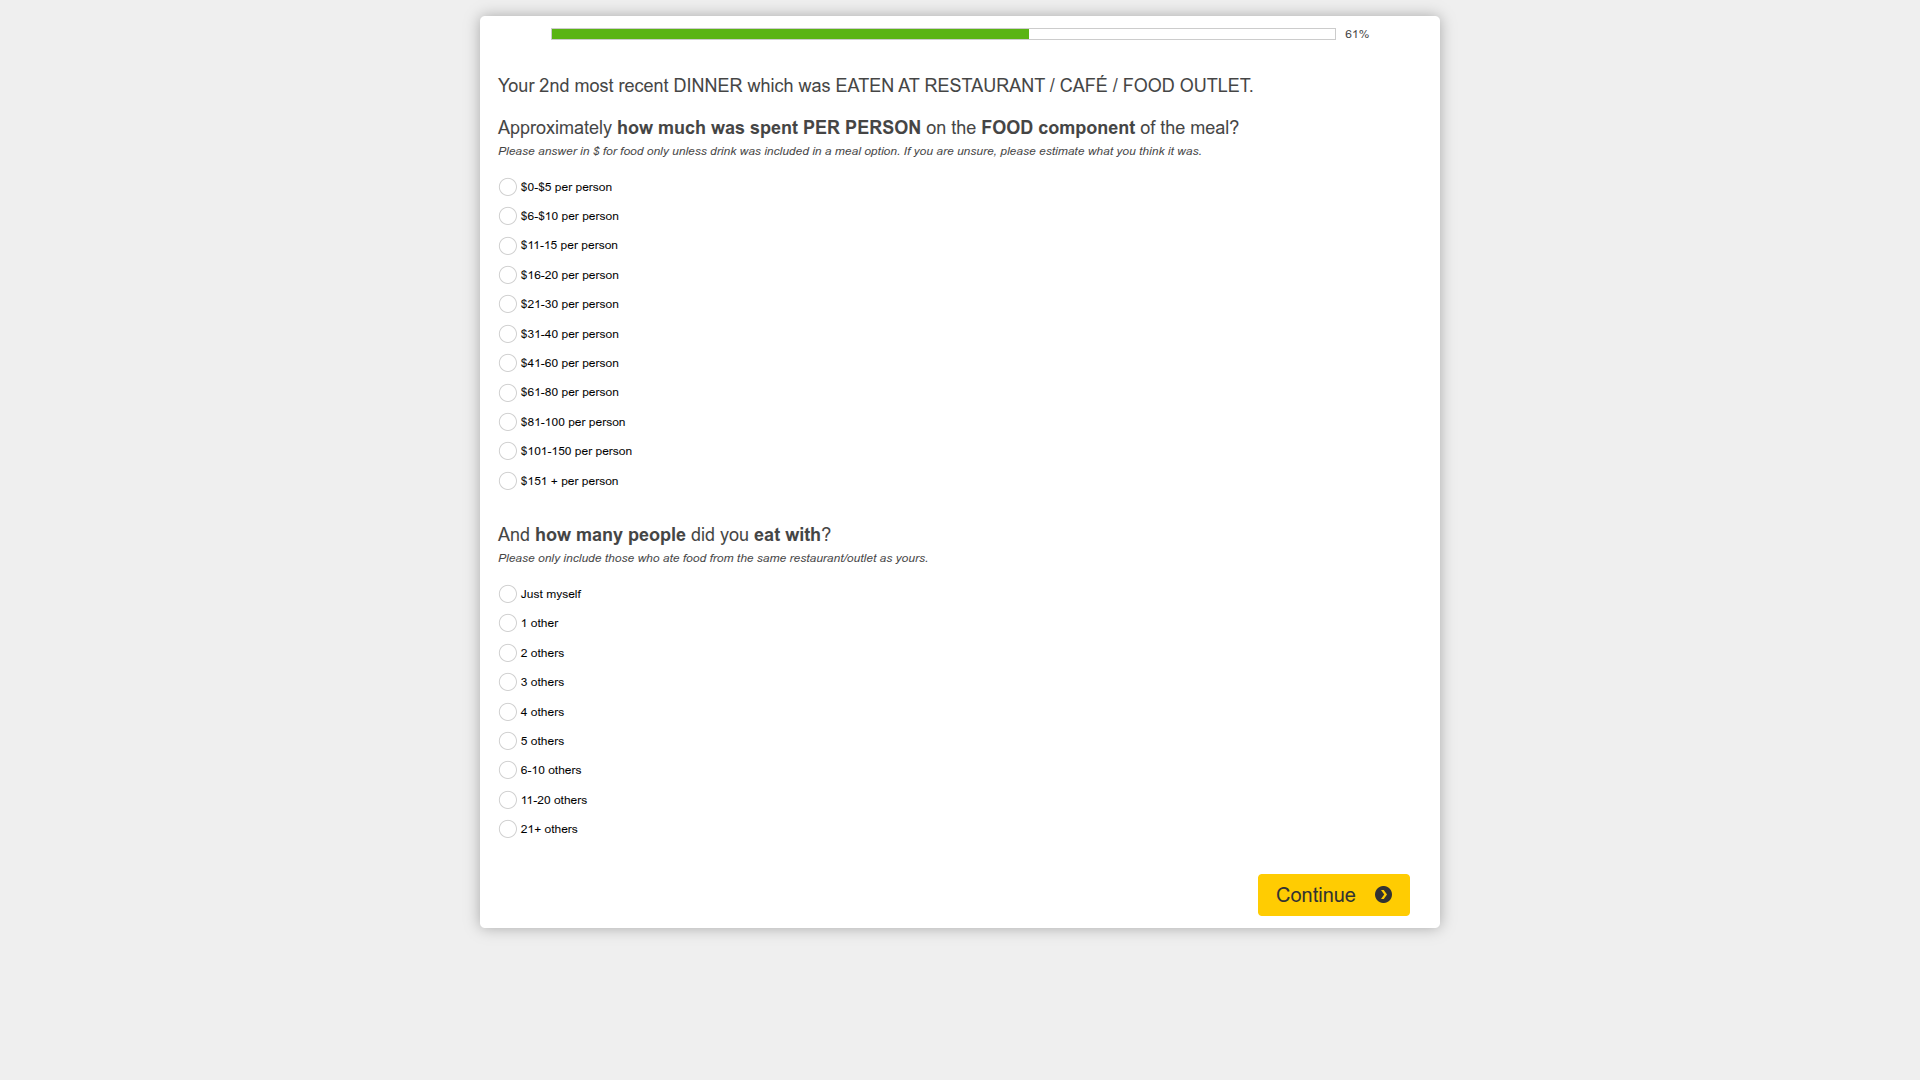 61%
Your 2nd most recent DINNER which was EATEN AT RESTAURANT / CAFÉ / FOOD OUTLET.
Approximately how much was spent PER PERSON on the FOOD component of the meal?
Please answer in $ for food only unless drink was included in a meal option. If you are unsure, please estimate what you think it was.
$0-$5 per person
$6-$10 per person
$11-15 per person
$16-20 per person
$21-30 per person
$31-40 per person
$41-60 per person
$61-80 per person
$81-100 per person
$101-150 per person
$151 + per person
And how many people did you eat with?
Please only include those who ate food from the same restaurant/outlet as yours.
Just myself
1 other
2 others
3 others
4 others
5 others
6-10 others
11-20 others
21+ others
Continue